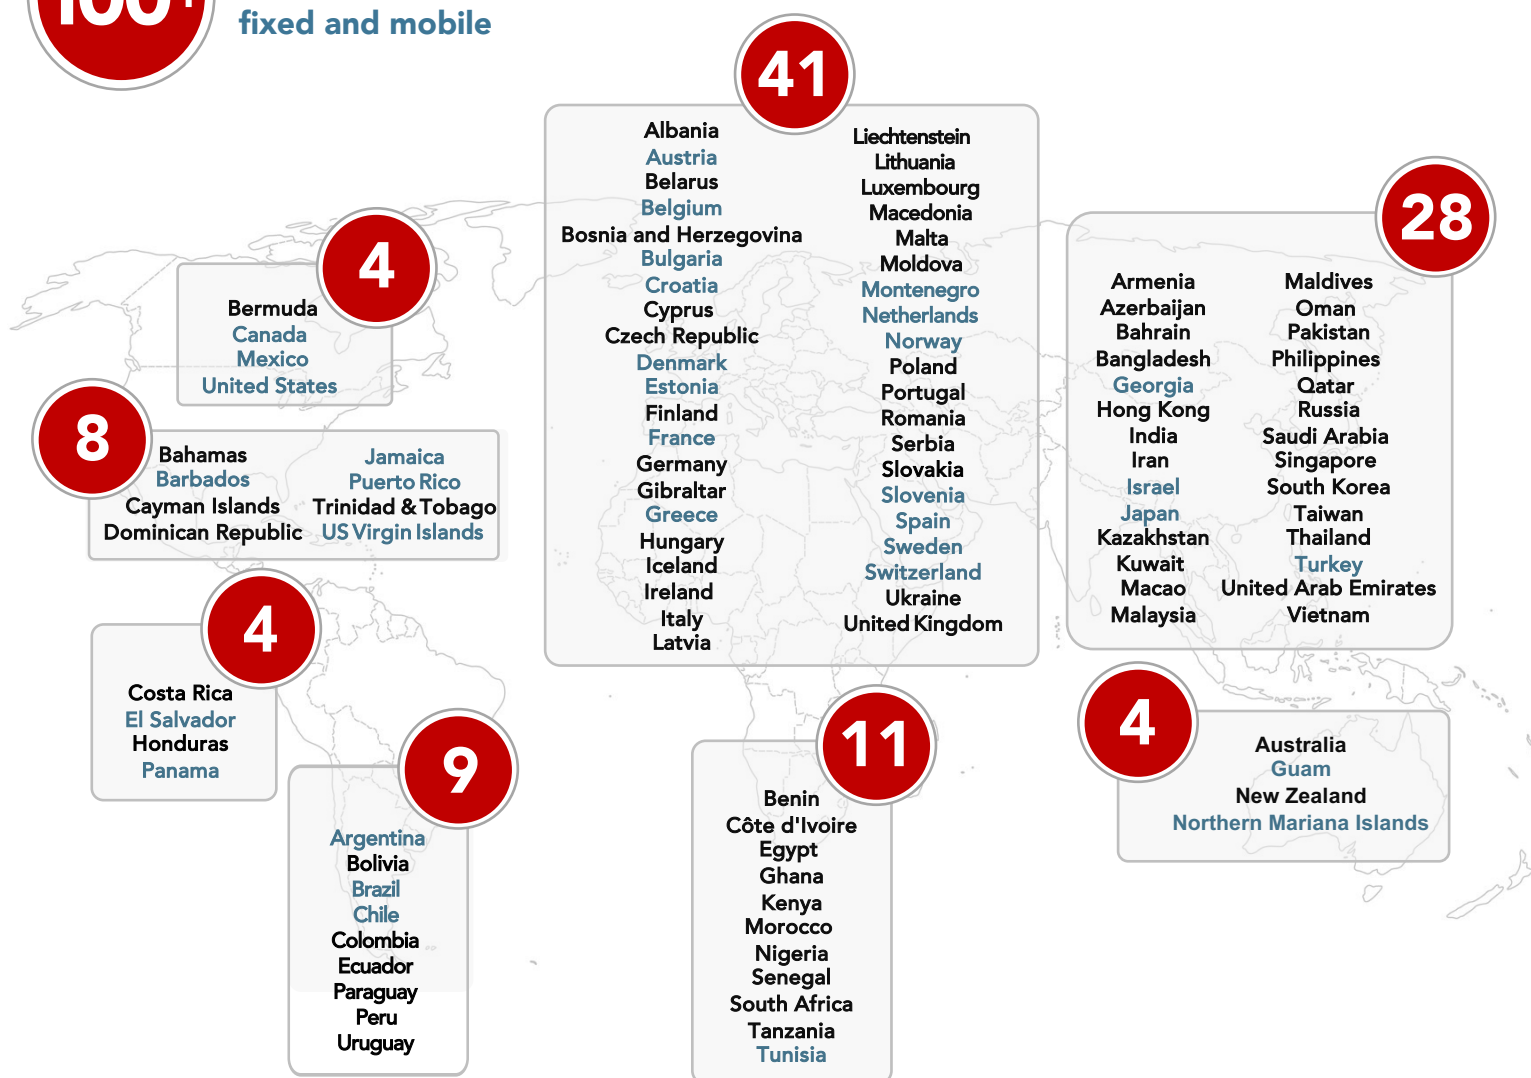 100+
fixed and mobile
41
Albania
Austria
Belarus
Belgium
Bosnia and Herzegovina
Bulgaria
Croatia
Cyprus
Czech Republic
Denmark
Estonia
Finland
France
Germany
Gibraltar
Greece
Hungary
Iceland
Ireland
Italy
Latvia
Liechtenstein
Lithuania
Luxembourg
Macedonia
Malta
Moldova
Montenegro
Netherlands
Norway
Poland
Portugal
Romania
Serbia
Slovakia
Slovenia
Spain
Sweden
Switzerland
Ukraine
United Kingdom
28
Armenia
Azerbaijan
Bahrain
Bangladesh
Georgia
Hong Kong
India
Iran
Israel
Japan
Kazakhstan
Kuwait
Macao
Malaysia
Maldives
Oman
Pakistan
Philippines
Qatar
Russia
Saudi Arabia
Singapore
South Korea
Taiwan
Thailand
Turkey
United Arab Emirates
Vietnam
4
Bermuda
Canada
Mexico
United States
8
Bahamas
Barbados
Cayman Islands
Dominican Republic
Jamaica
Puerto Rico
Trinidad & Tobago
US Virgin Islands
4
Costa Rica
El Salvador
Honduras
Panama
9
Argentina
Bolivia
Brazil
Chile
Colombia
Ecuador
Paraguay
Peru
Uruguay
11
Benin
Côte d'Ivoire
Egypt
Ghana
Kenya
Morocco
Nigeria
Senegal
South Africa
Tanzania
Tunisia
4
Australia
Guam
New Zealand
Northern Mariana Islands